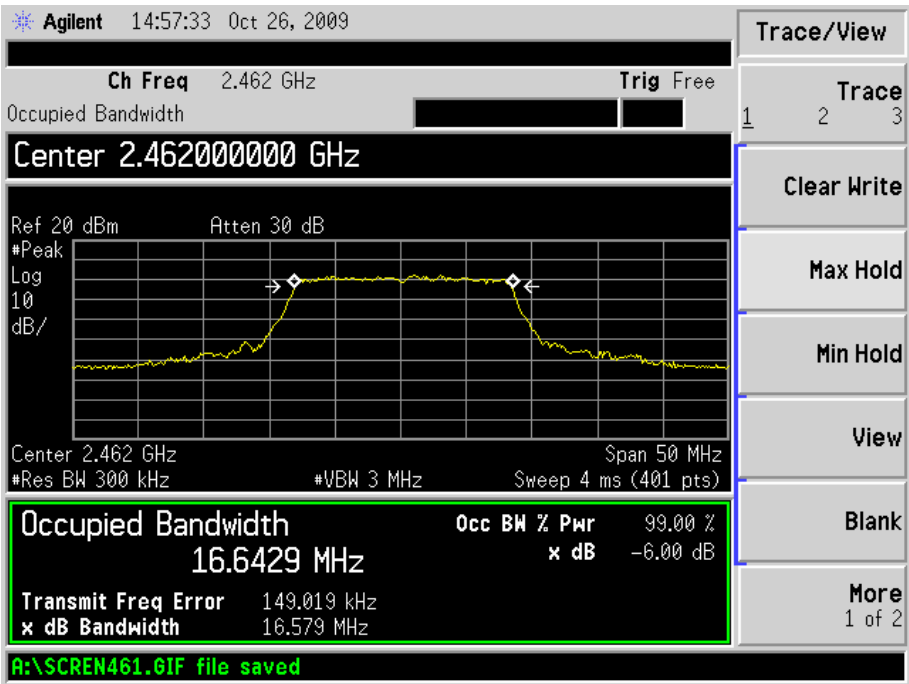 Agilent 14:57:33 Oct 26, 2009
Trace/View
Ch Freq 2.462 GHz Trig Free
Occupied Bandwidth
Center 2.462000000 GHz
Ref 20 dBm Atten 30 dB
#Peak
Log
10
dB/
Center 2.462 GHz Span 50 MHz
#Res BW 300 kHz #VBW 3 MHz Sweep 4 ms (401 pts)
Occupied Bandwidth Occ BW % Pwr 99.00 %
16.6429 MHz x dB -6.00 dB
Transmit Freq Error 149.019 kHz
x dB Bandwidth 16.579 MHz
A:\SCREN461.GIF file saved
Trace
1 2 3
Clear Write
Max Hold
Min Hold
View
Blank
More
1 of 2